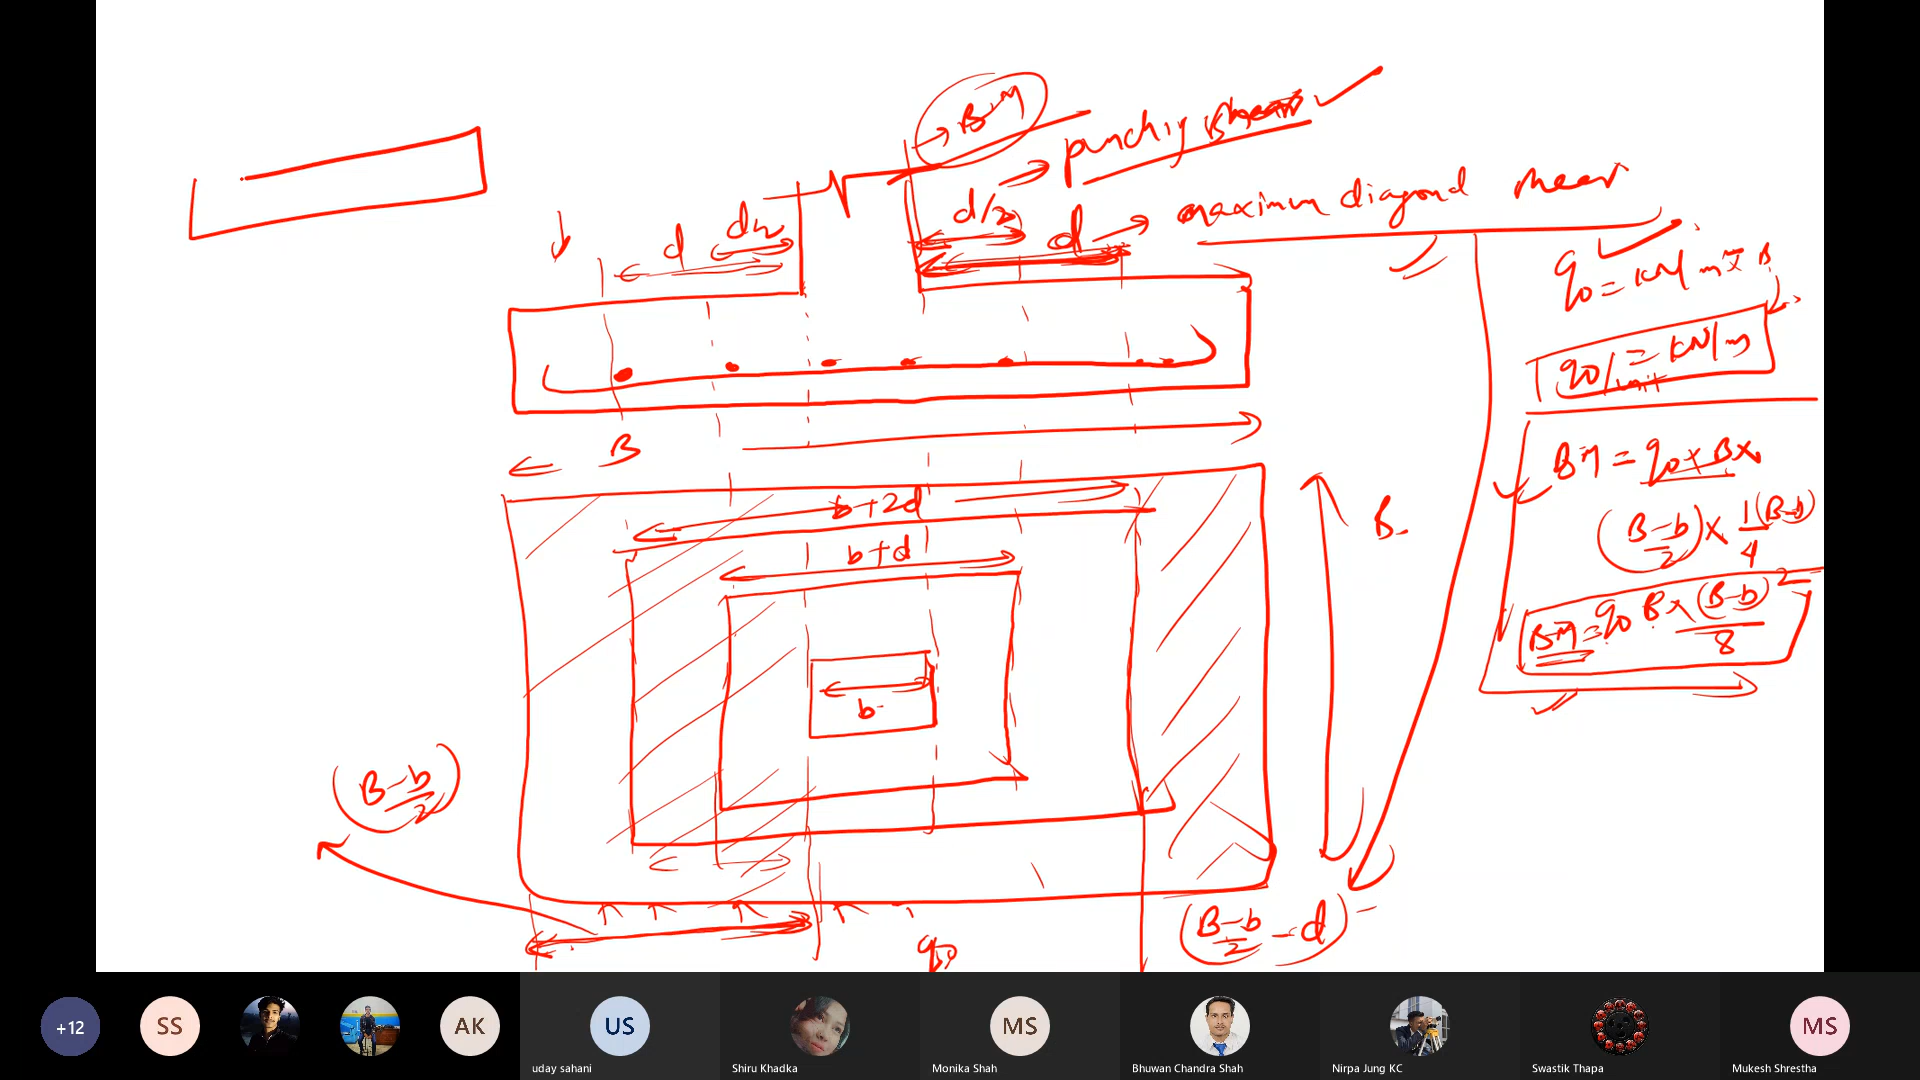 B.M
punchig shear
maximum diagonal shear
d/2
d/2
d
d
q0 = kN/m² x B
q0/unit = kN/m
B
b+2d
b+d
b
B
BM = q0 x B x
(B-b/2) x 1/4 (B-b)
BM = q0 B x (B-b)²/8
(B-b/2)
(B-b/2 - d)
q0
+12
SS
AK
US
MS
MS
uday sahani
Shiru Khadka
Monika Shah
Bhuwan Chandra Shah
Nirpa Jung KC
Swastik Thapa
Mukesh Shrestha